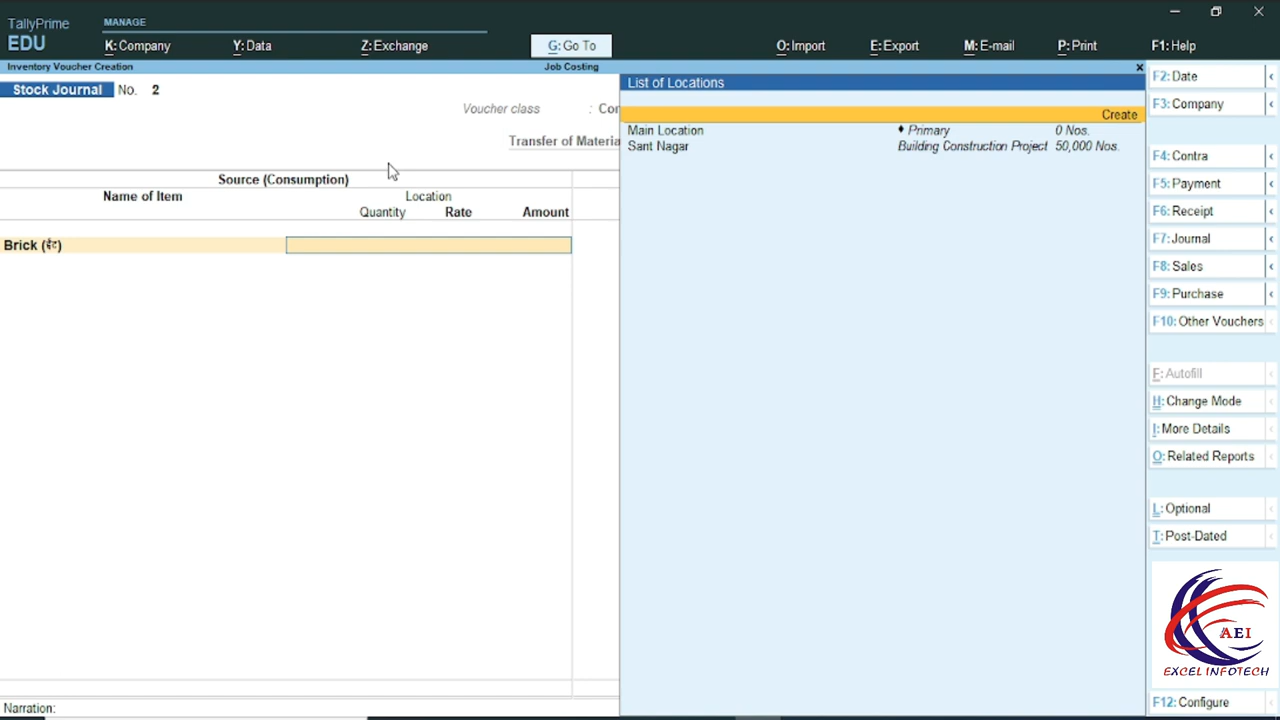 TallyPrime
EDU
MANAGE
K: Company
Y: Data
Z: Exchange
G: Go To
O: Import
E: Export
M: E-mail
P: Print
F1: Help
Inventory Voucher Creation
Job Costing
Stock Journal No. 2
Voucher class :
Transfer of Materia
Source (Consumption)
Name of Item
Location
Quantity Rate Amount
Brick (ईंट)
List of Locations
Create
Main Location ♦ Primary 0 Nos.
Sant Nagar Building Construction Project 50,000 Nos.
F2: Date
F3: Company
F4: Contra
F5: Payment
F6: Receipt
F7: Journal
F8: Sales
F9: Purchase
F10: Other Vouchers
F: Autofill
H: Change Mode
I: More Details
O: Related Reports
L: Optional
T: Post-Dated
AEI
EXCEL INFOTECH
F12: Configure
Narration: